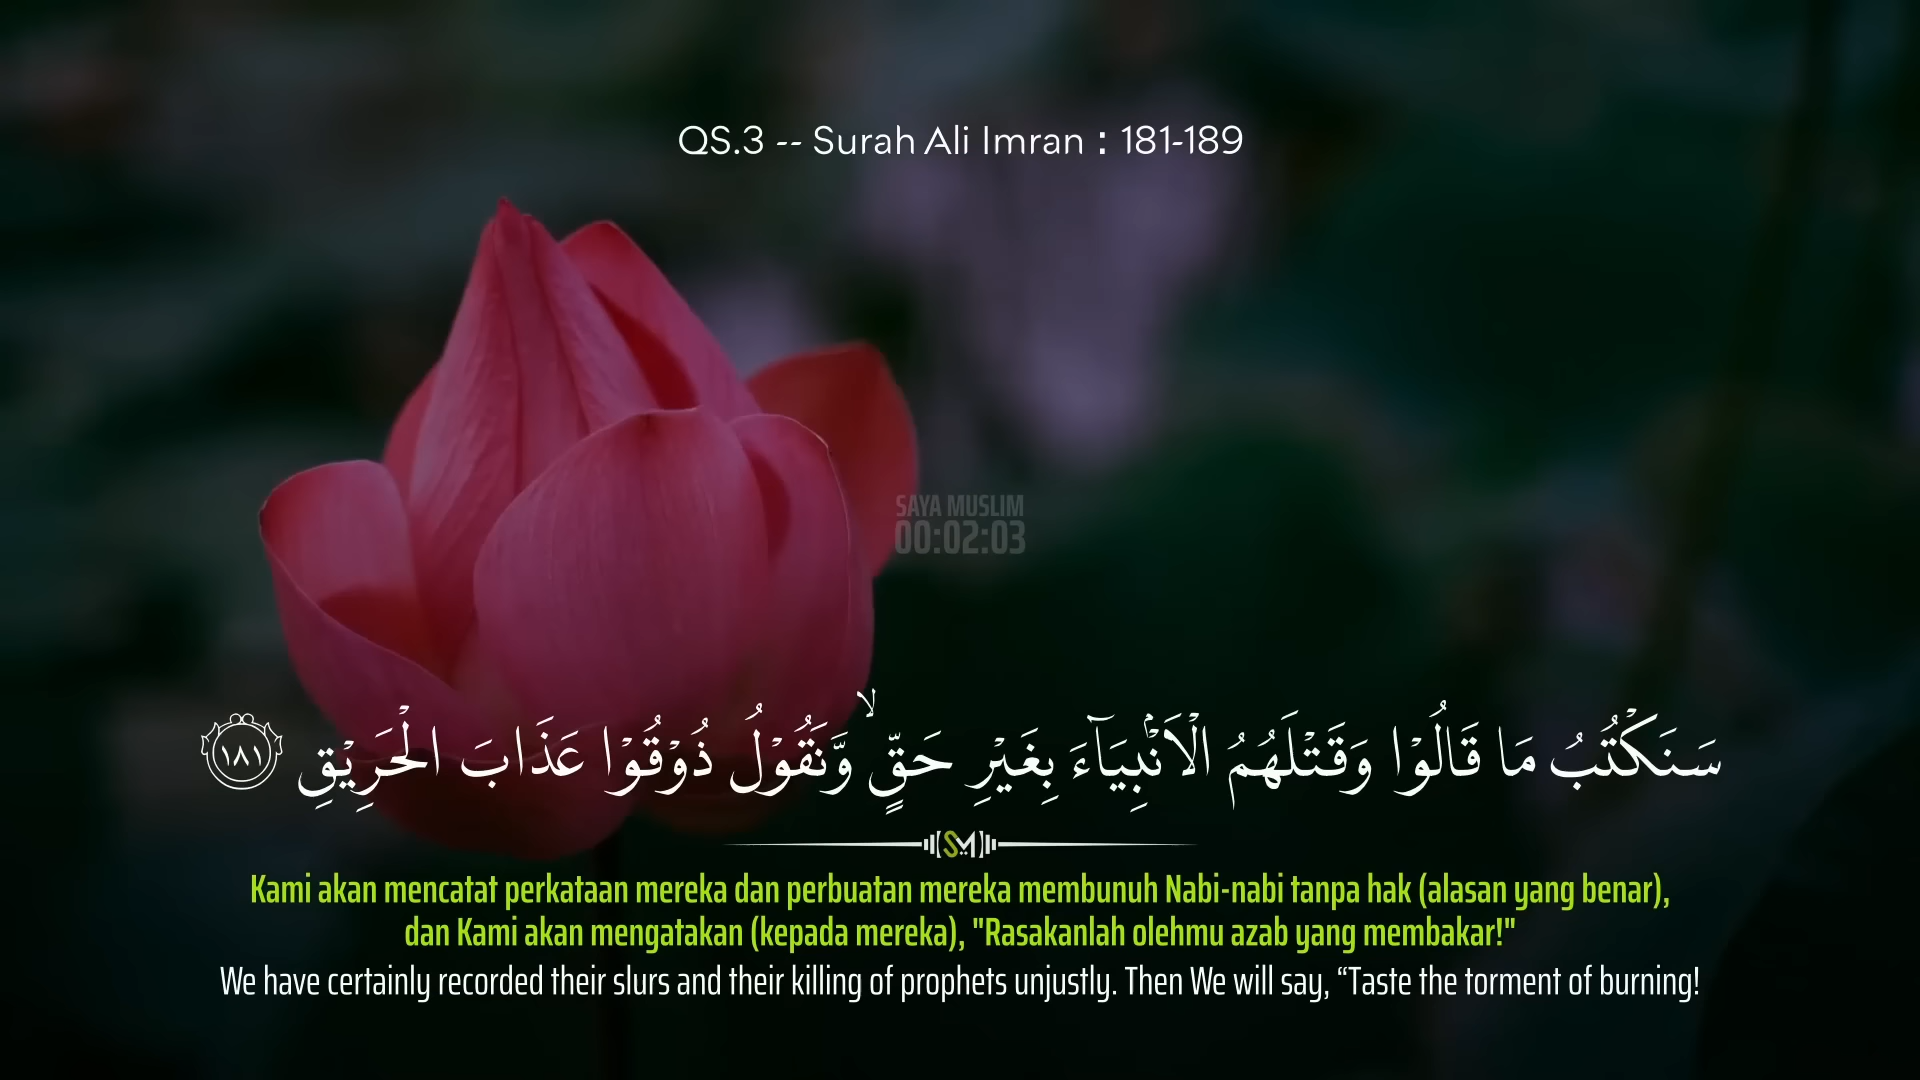 QS.3 -- Surah Ali Imran : 181-189
SAYA MUSLIM
00:02:03
سَنَكْتُبُ مَا قَالُوْا وَقَتْلَهُمُ الْاَنْۢبِيَاۤءَ بِغَيْرِ حَقٍّۙ وَّنَقُوْلُ ذُوْقُوْا عَذَابَ الْحَرِيْقِ ١٨١
SM
Kami akan mencatat perkataan mereka dan perbuatan mereka membunuh Nabi-nabi tanpa hak (alasan yang benar),
dan Kami akan mengatakan (kepada mereka), "Rasakanlah olehmu azab yang membakar!"
We have certainly recorded their slurs and their killing of prophets unjustly. Then We will say, “Taste the torment of burning!